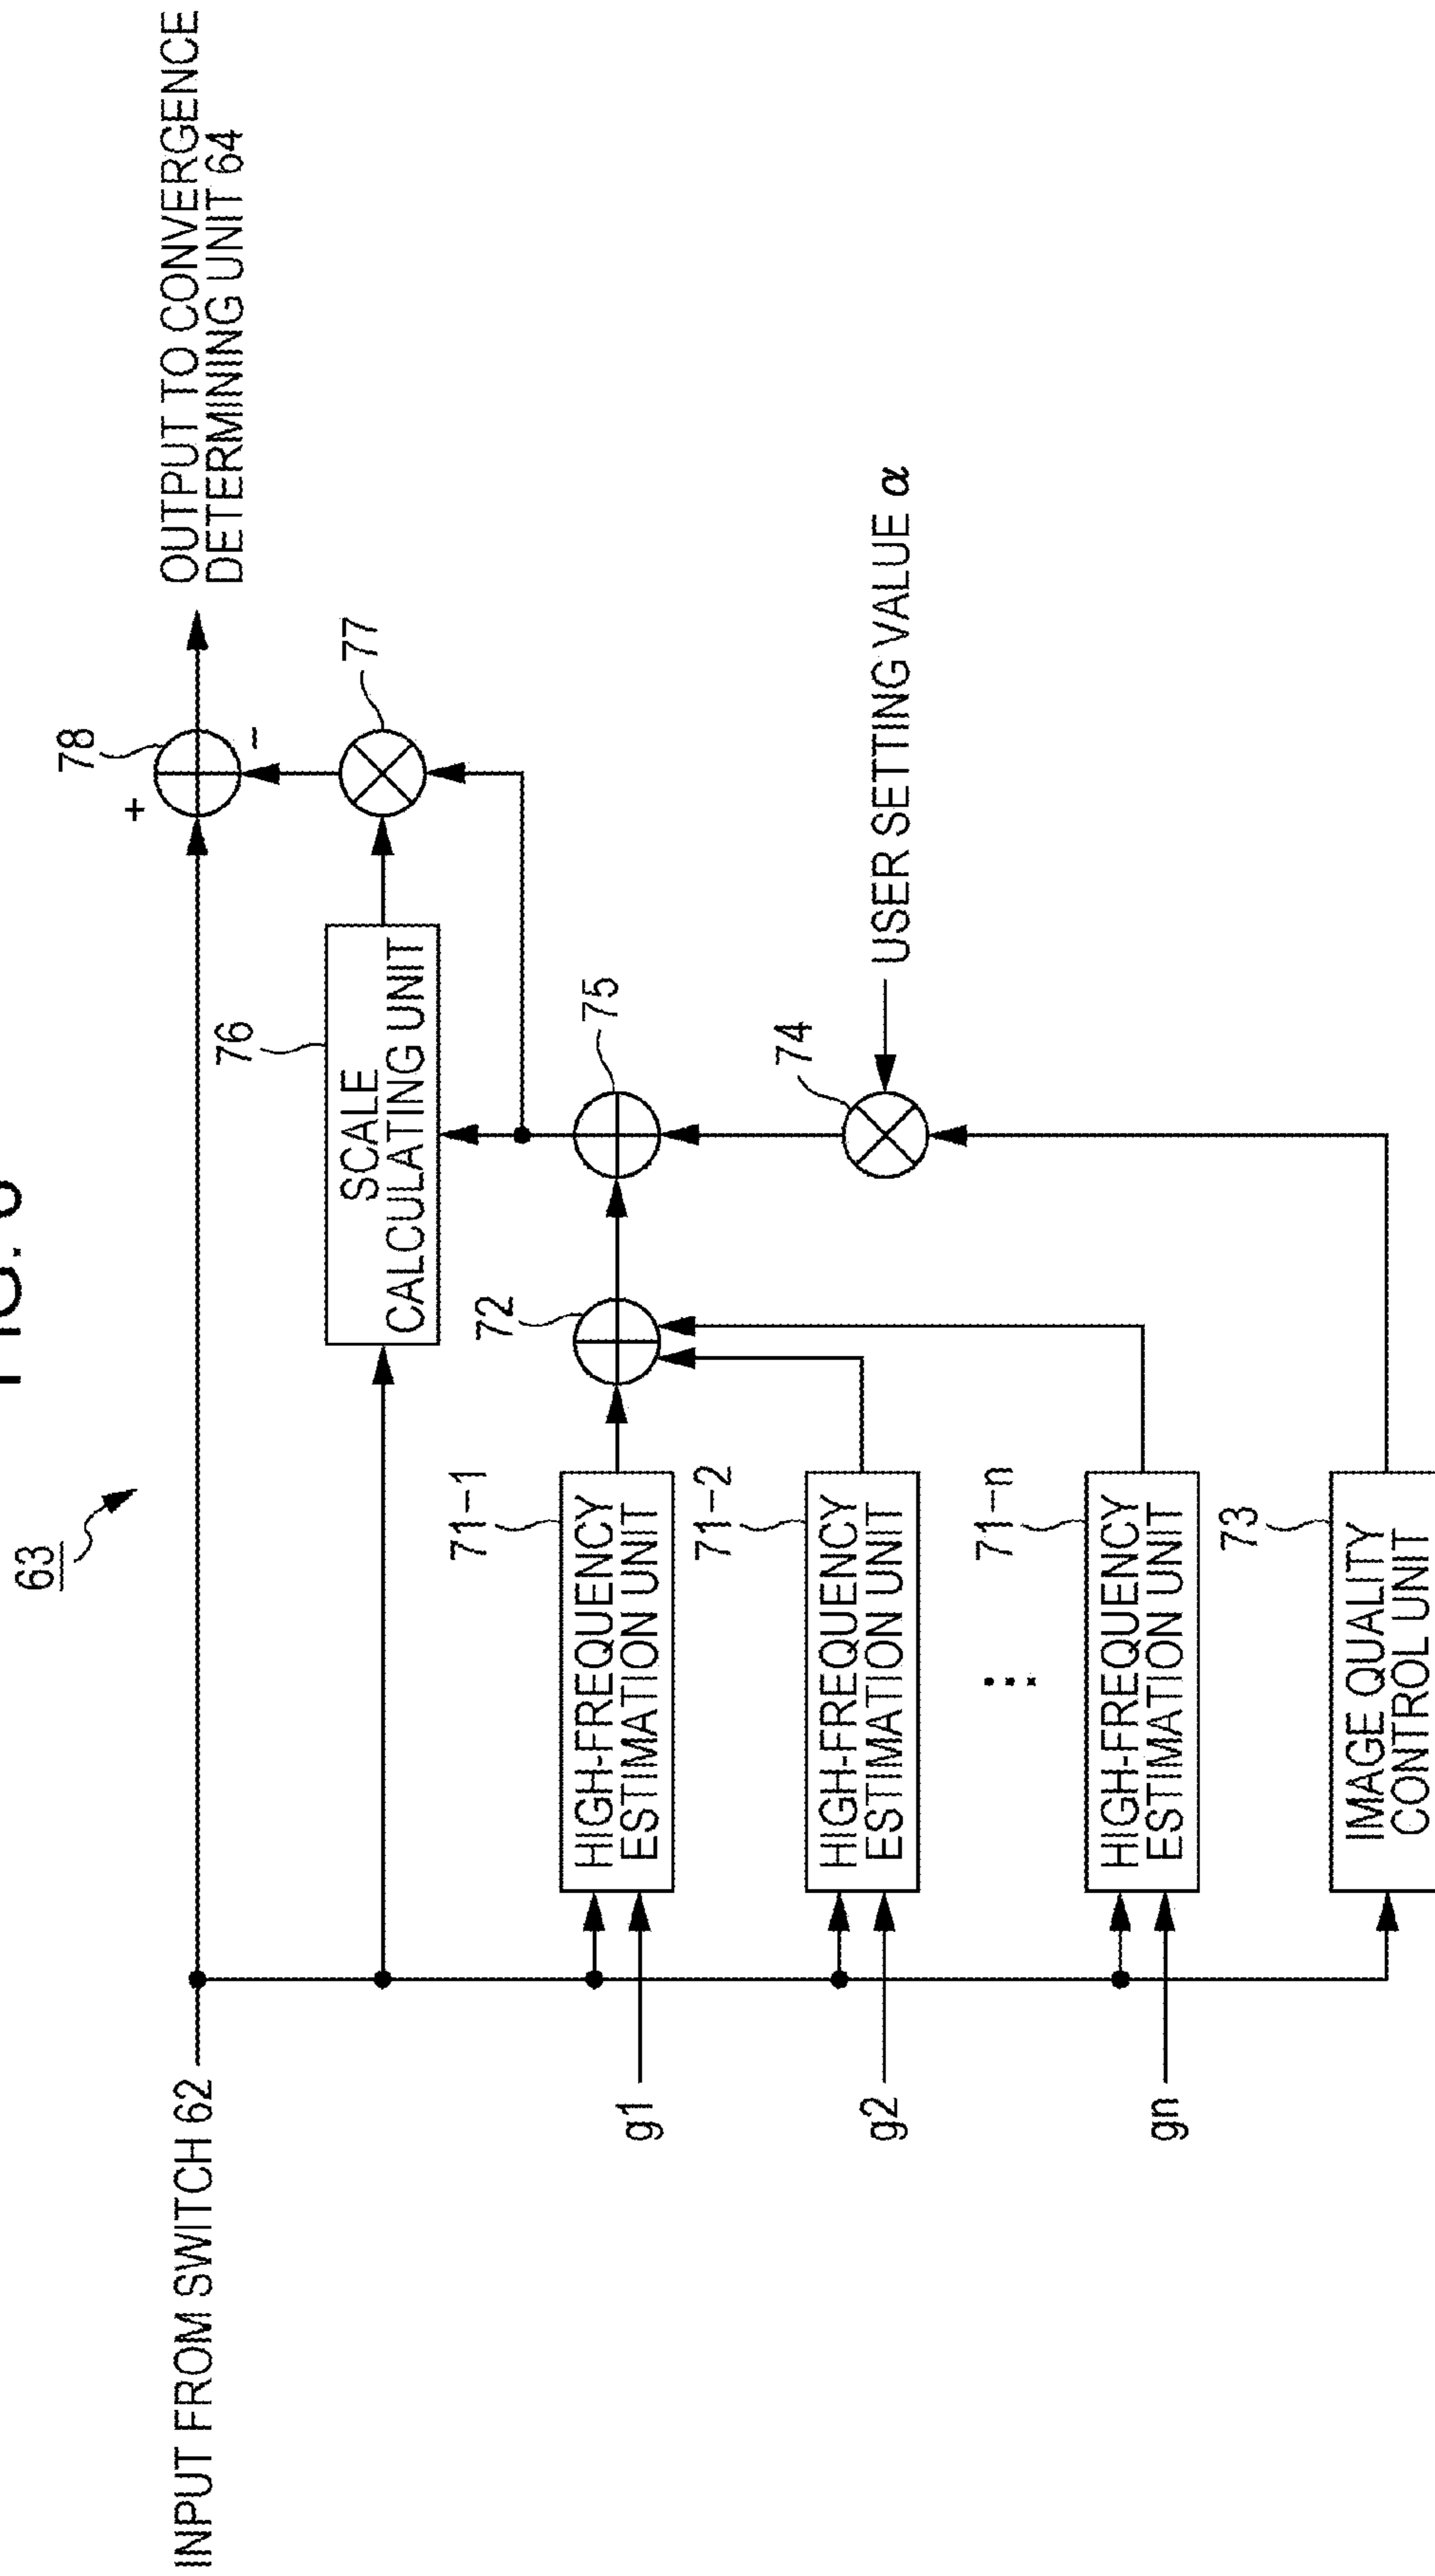 63
INPUT FROM SWITCH 62
+
78
−
OUTPUT TO CONVERGENCE
DETERMINING UNIT 64
77
76
SCALE
CALCULATING UNIT
71−1
HIGH-FREQUENCY
ESTIMATION UNIT
g1
72
75
71−2
HIGH-FREQUENCY
ESTIMATION UNIT
g2
74
USER SETTING VALUE α
71−n
HIGH-FREQUENCY
ESTIMATION UNIT
gn
73
IMAGE QUALITY
CONTROL UNIT